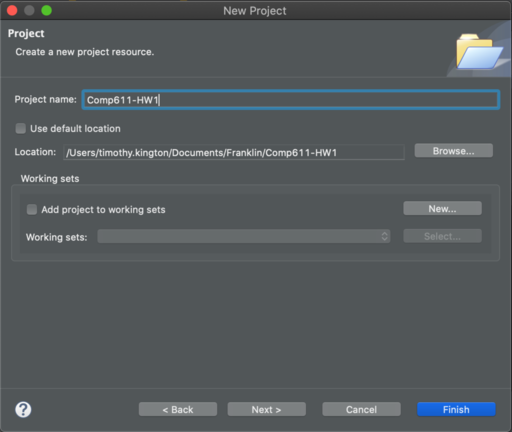 New Project
Project
Create a new project resource.
Project name: Comp611-HW1
Use default location
Location: /Users/timothy.kington/Documents/Franklin/Comp611-HW1 Browse...
Working sets
Add project to working sets New...
Working sets: Select...
? < Back Next > Cancel Finish